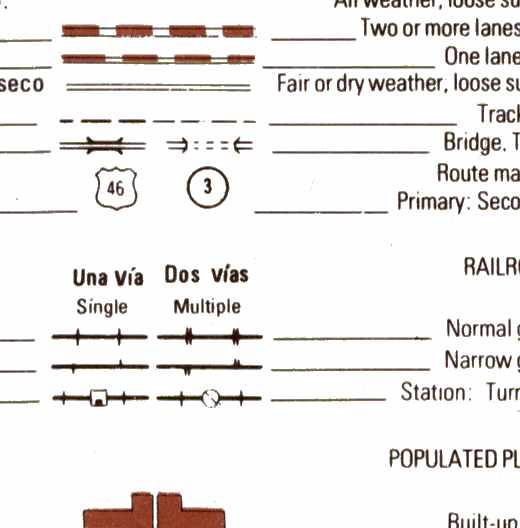 All weather, loose su
Two or more lanes
One lane
seco Fair or dry weather, loose su
Track
Bridge, T
46 3 Route ma
Primary: Seco
RAILRO
Una Vía Dos vías
Single Multiple
Normal g
Narrow g
Station: Turn
POPULATED PL
Built-up